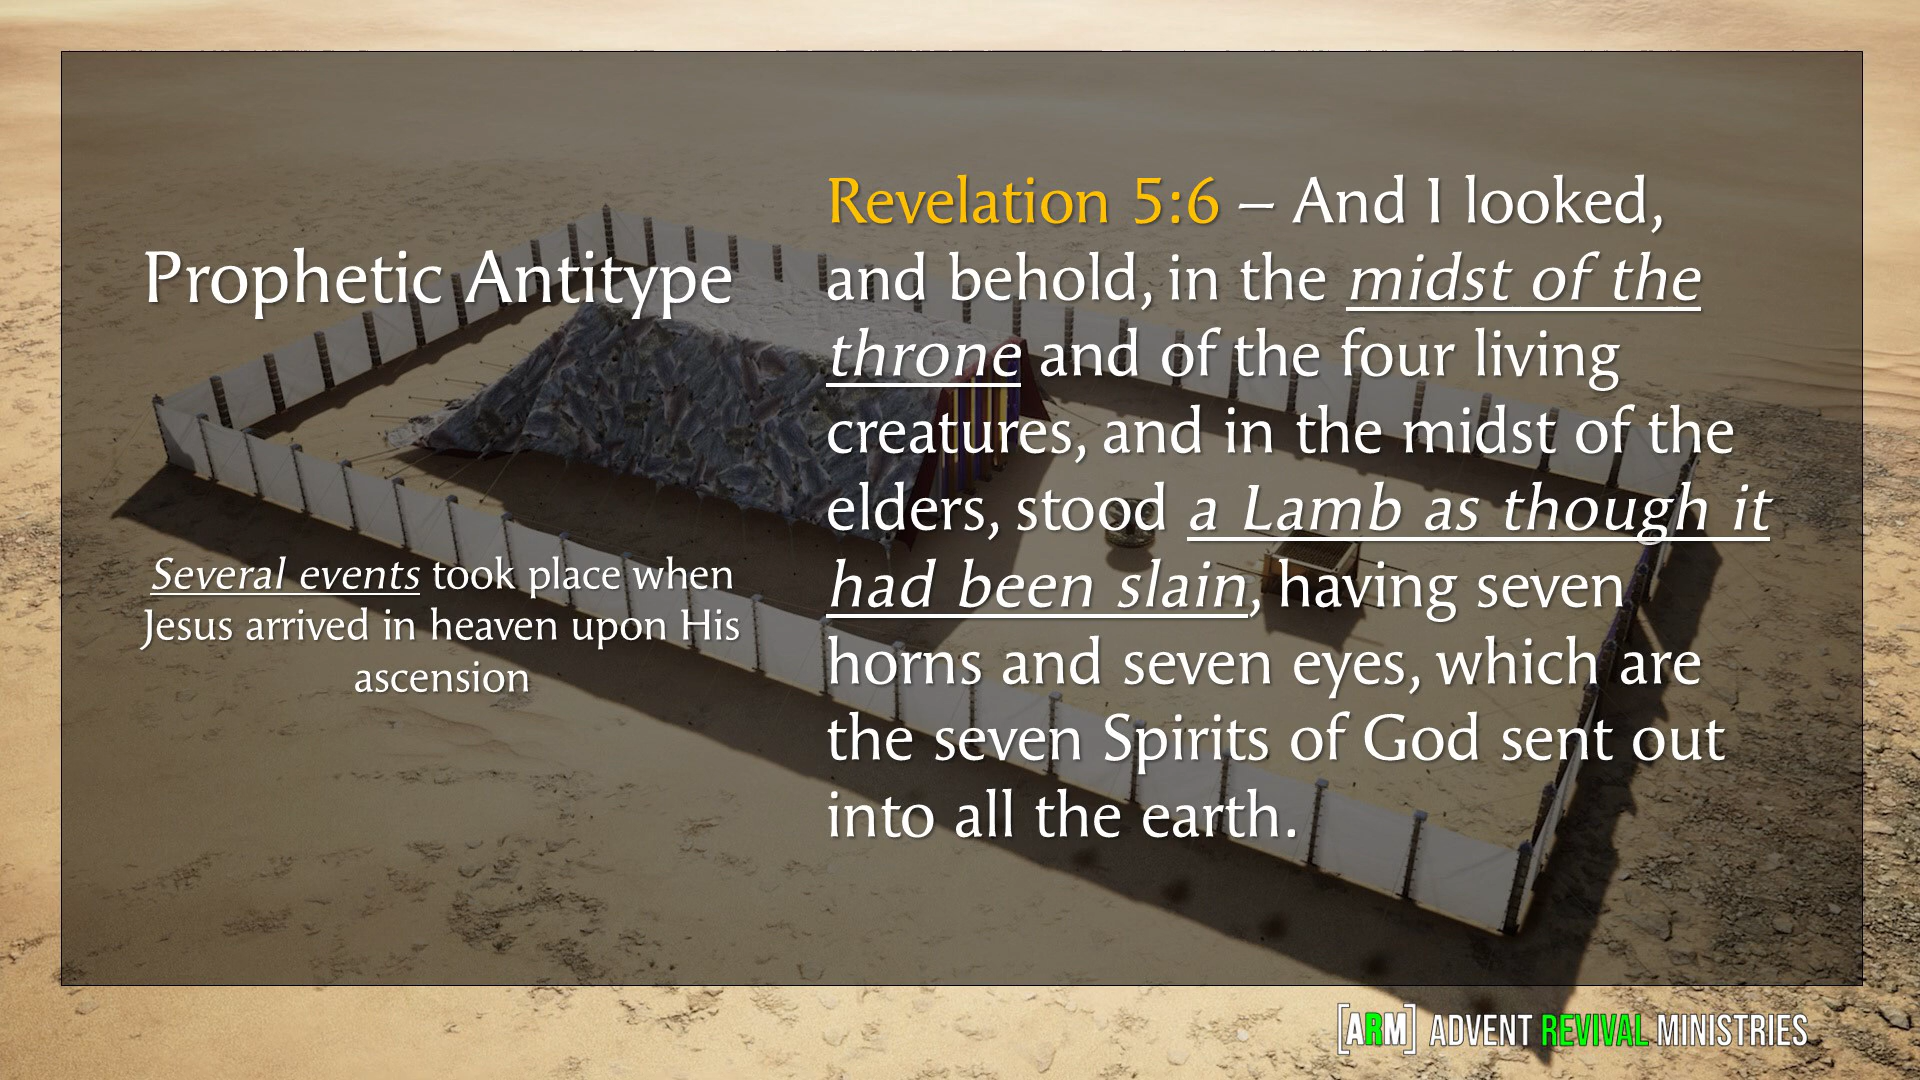 Prophetic Antitype
Several events took place when
Jesus arrived in heaven upon His
ascension
Revelation 5:6 – And I looked,
and behold, in the midst of the
throne and of the four living
creatures, and in the midst of the
elders, stood a Lamb as though it
had been slain, having seven
horns and seven eyes, which are
the seven Spirits of God sent out
into all the earth.
[ARM] ADVENT REVIVAL MINISTRIES